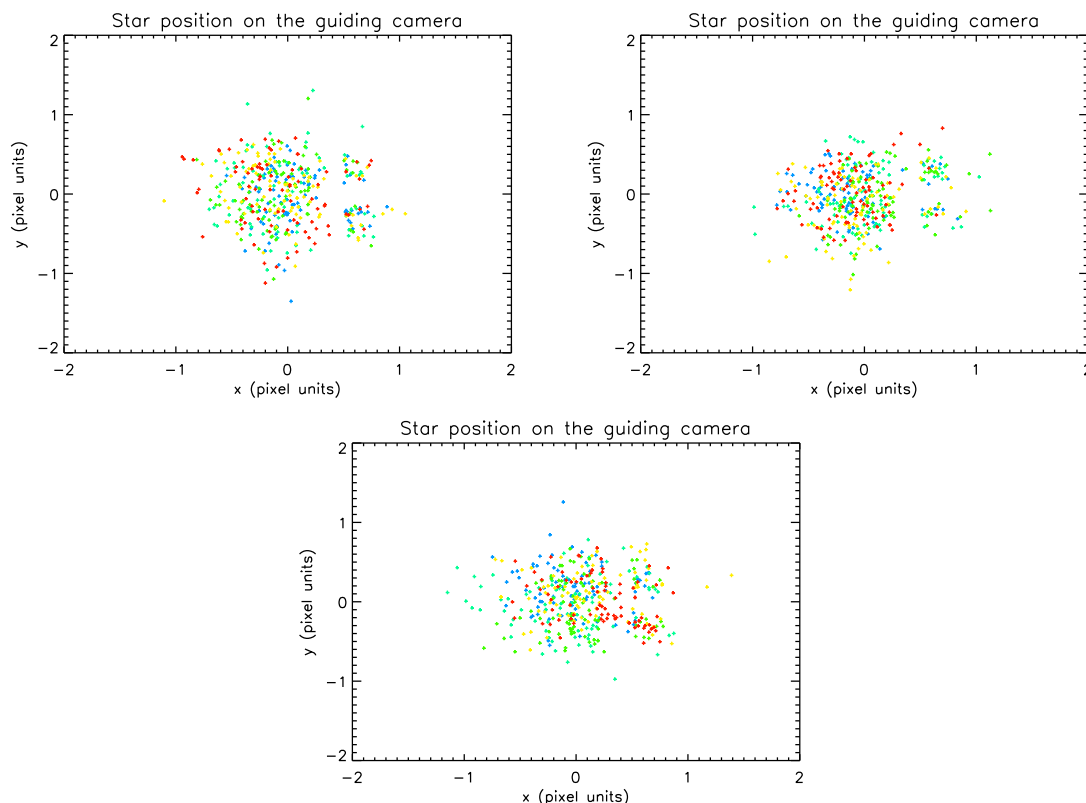 Star position on the guiding camera
2
1
0
−1
−2
y (pixel units)
−2 −1 0 1 2
x (pixel units)
Star position on the guiding camera
2
1
0
−1
−2
y (pixel units)
−2 −1 0 1 2
x (pixel units)
Star position on the guiding camera
2
1
0
−1
−2
y (pixel units)
−2 −1 0 1 2
x (pixel units)